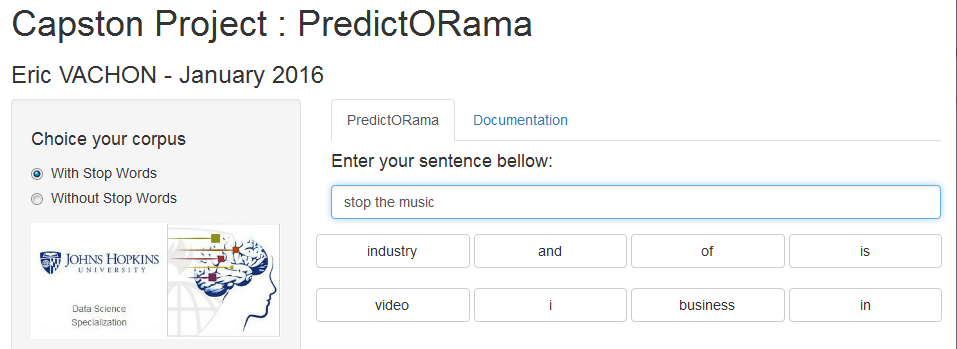 Capston Project : PredictORama
Eric VACHON - January 2016
Choice your corpus
With Stop Words
Without Stop Words
JOHNS HOPKINS
UNIVERSITY
Data Science
Specialization
PredictORama Documentation
Enter your sentence bellow:
stop the music
industry and of is
video i business in